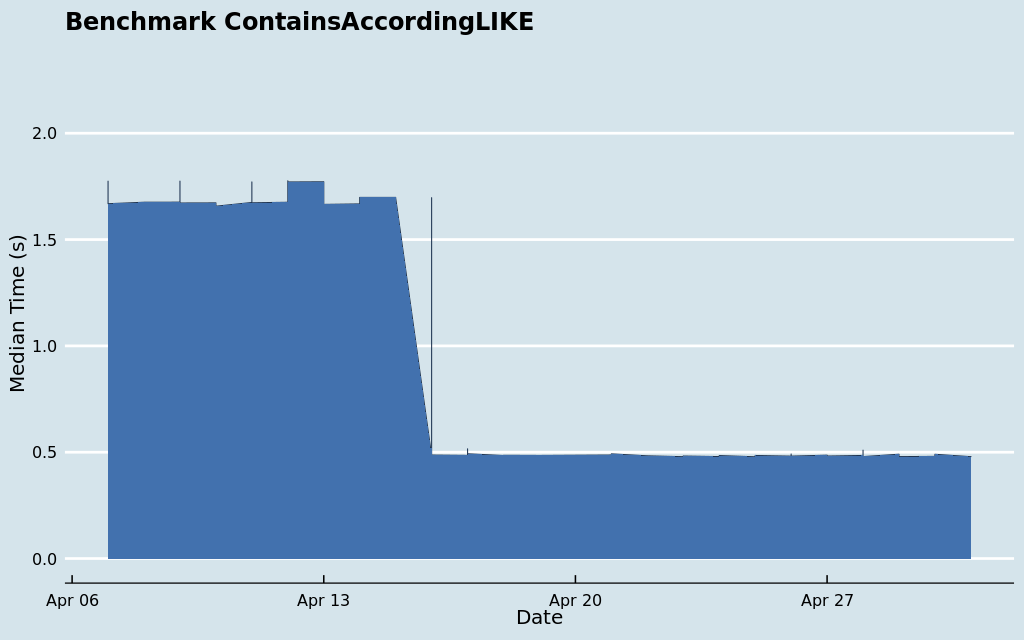 Benchmark ContainsAccordingLIKE
2.0
1.5
1.0
0.5
0.0
Median Time (s)
Apr 06 Apr 13 Apr 20 Apr 27
Date